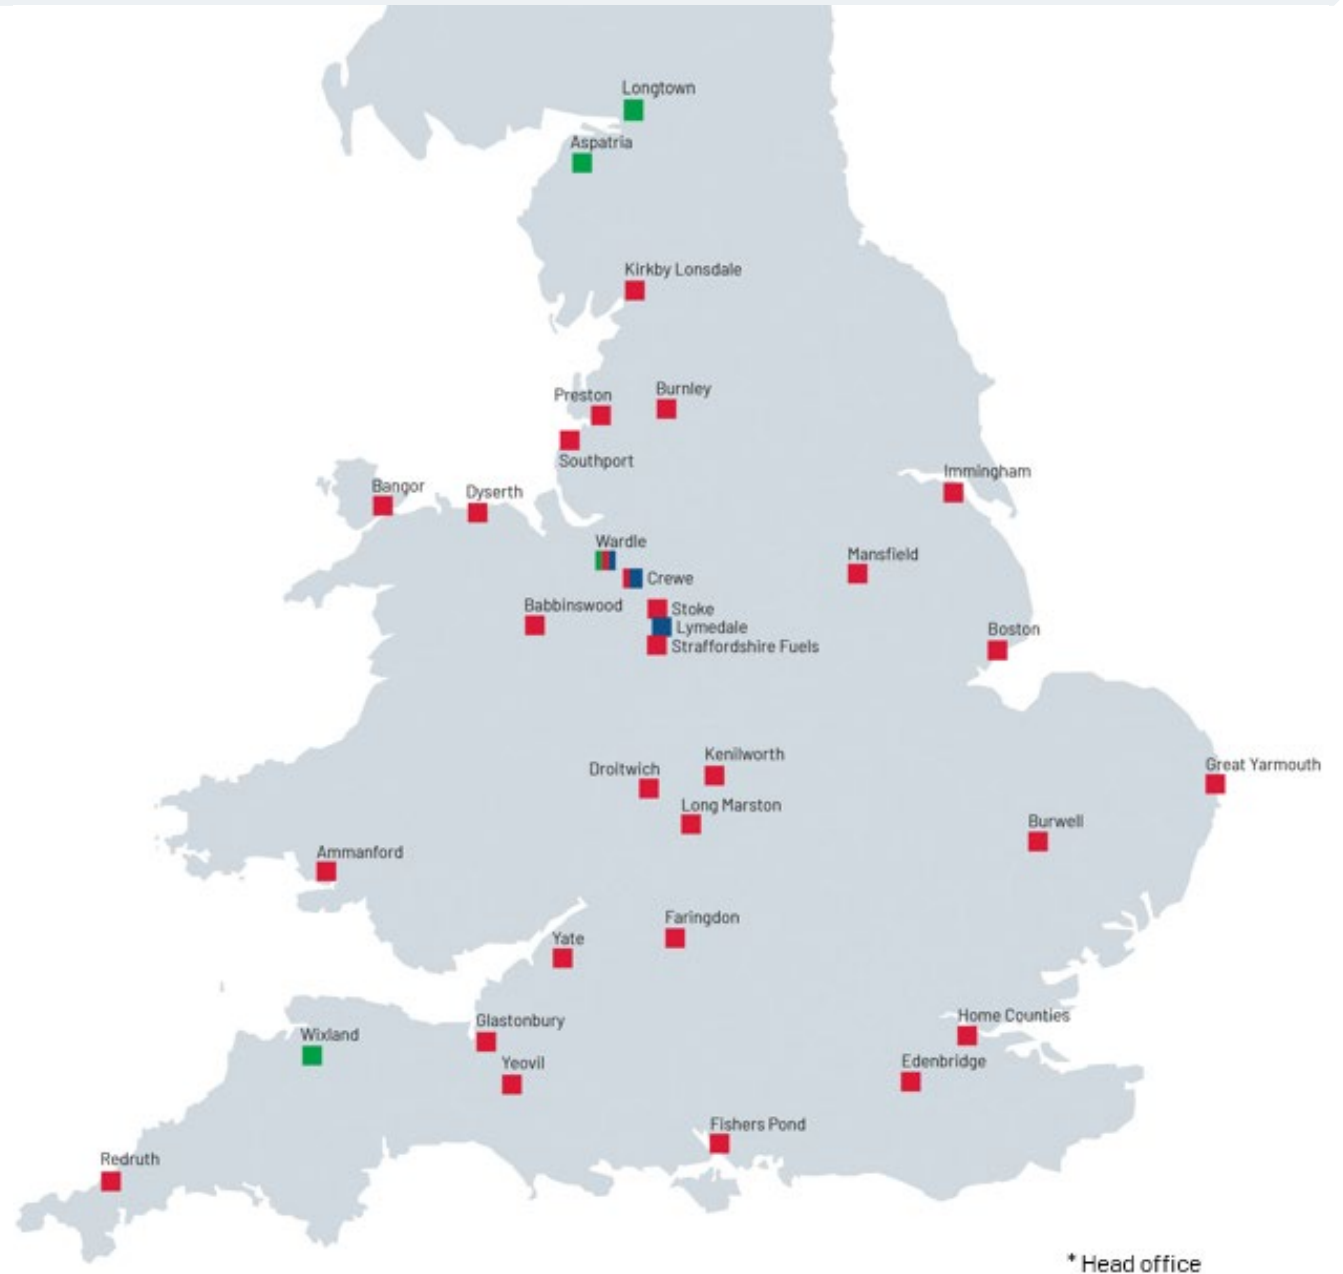 Longtown
Aspatria
Kirkby Lonsdale
Burnley
Preston
Southport
Immingham
Bangor
Dyserth
Wardle
Mansfield
Crewe
Babbinswood
Stoke
Lymedale
Boston
Straffordshire Fuels
Kenilworth
Great Yarmouth
Droitwich
Long Marston
Burwell
Ammanford
Faringdon
Yate
Home Counties
Glastonbury
Wixland
Edenbridge
Yeovil
Fishers Pond
Redruth
* Head office